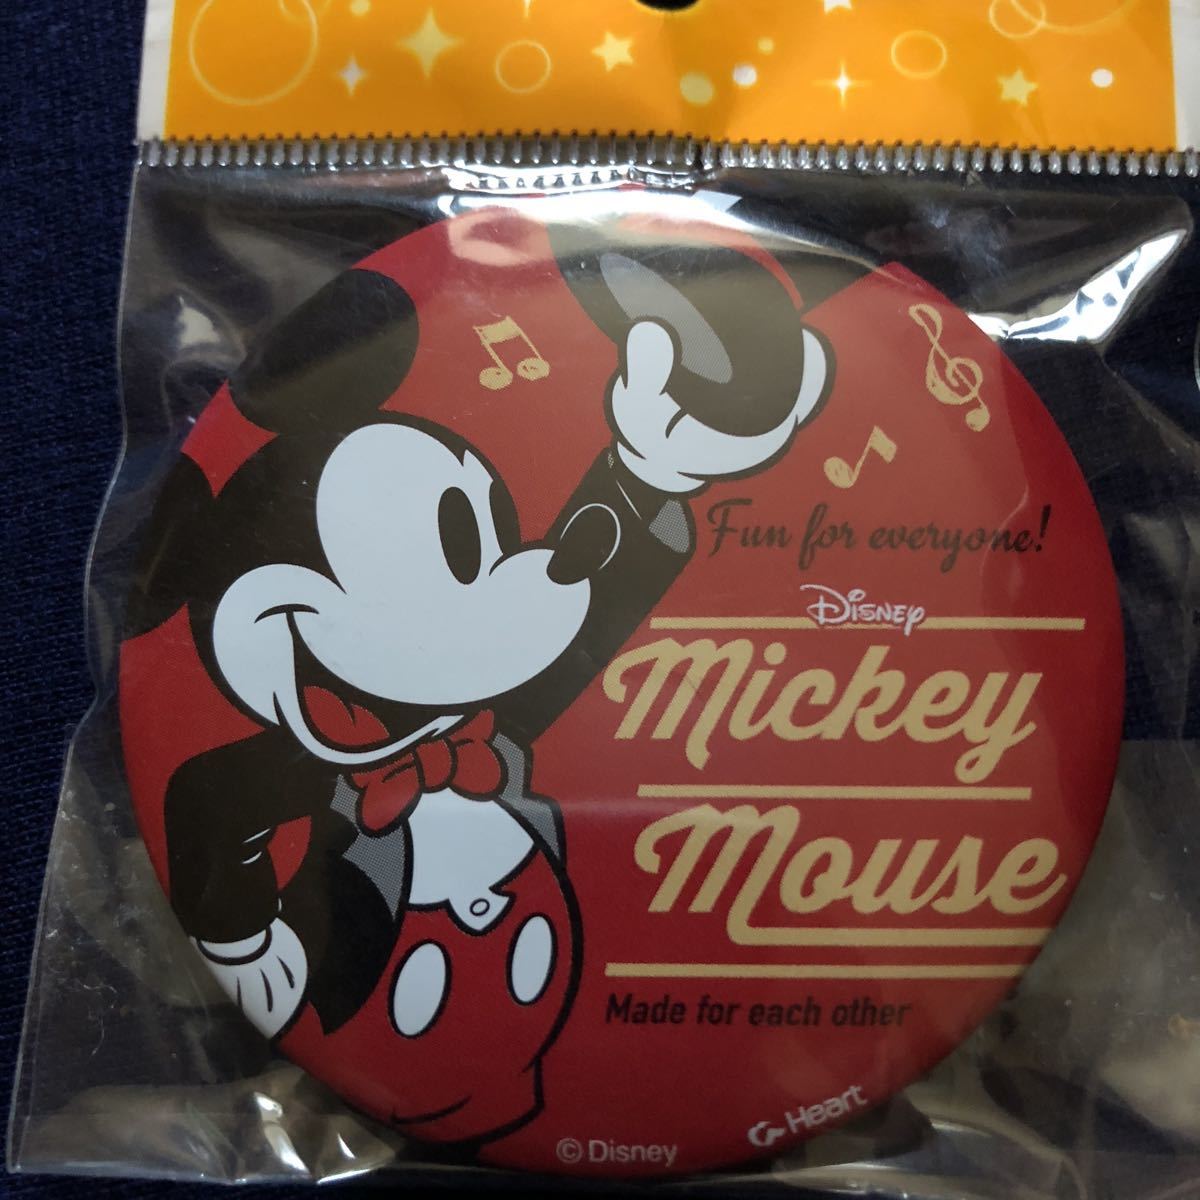 Fun for everyone!
Disney
Mickey
Mouse
Made for each other
Heart
©Disney